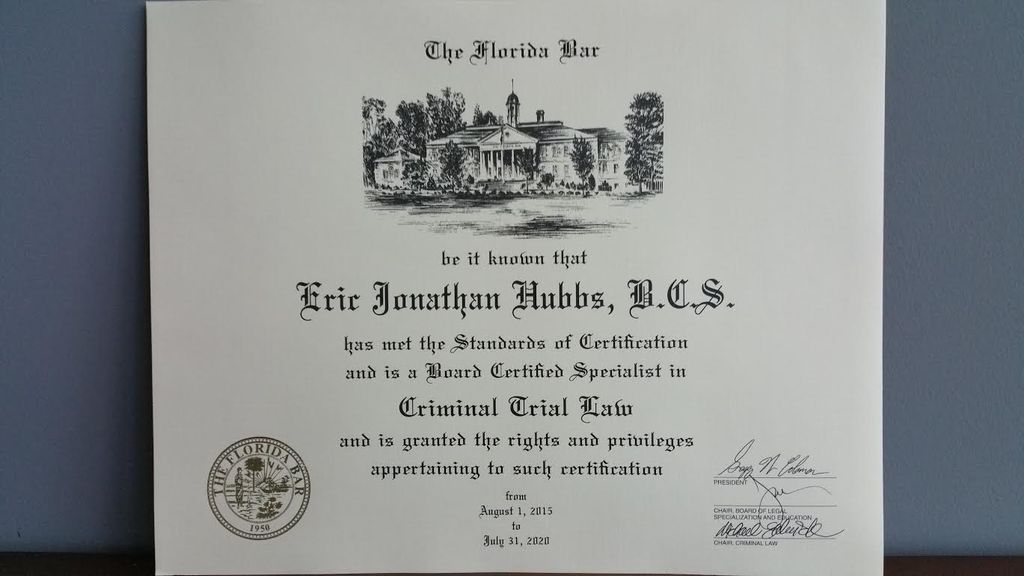 The Florida Bar
be it known that
Eric Jonathan Hubbs, B.C.S.
has met the Standards of Certification
and is a Board Certified Specialist in
Criminal Trial Law
and is granted the rights and privileges
appertaining to such certification
from
August 1, 2015
to
July 31, 2020
THE FLORIDA BAR
1950
PRESIDENT
CHAIR, BOARD OF LEGAL
SPECIALIZATION AND EDUCATION
CHAIR, CRIMINAL LAW